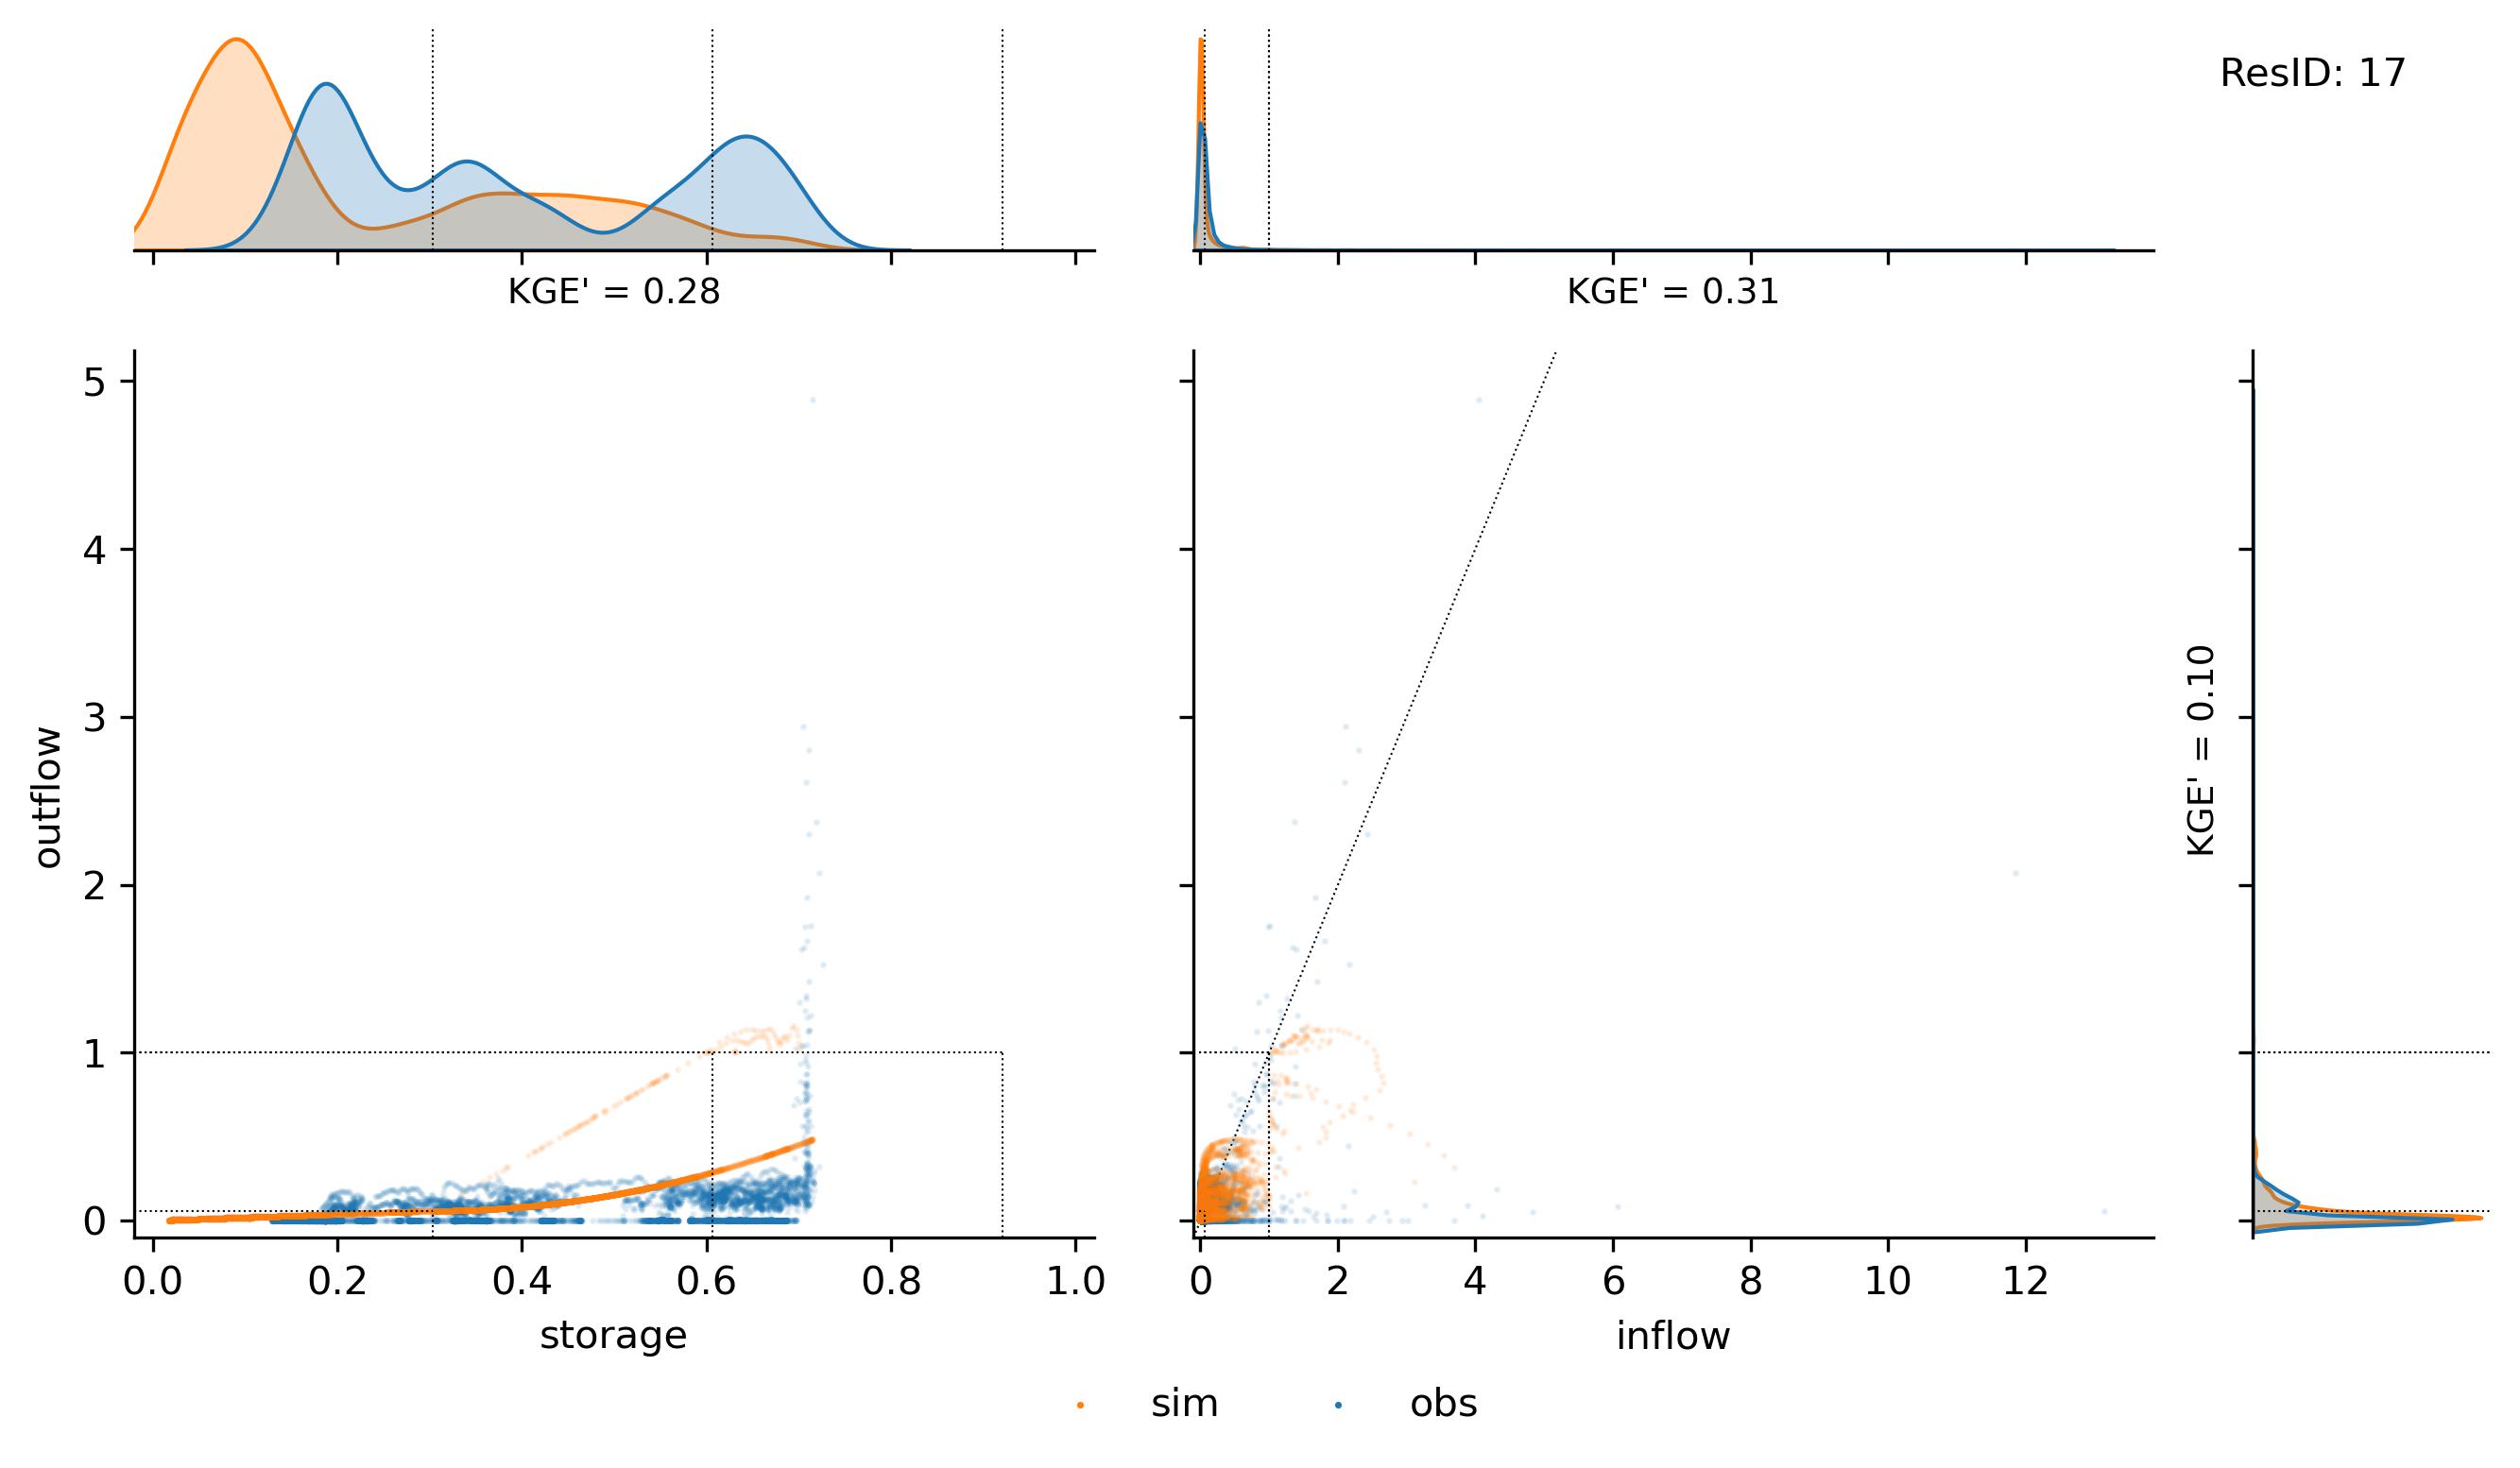 ResID: 17
KGE' = 0.28
KGE' = 0.31
5
4
3
2
1
0
outflow
KGE' = 0.10
0.0 0.2 0.4 0.6 0.8 1.0
0 2 4 6 8 10 12
storage
inflow
sim
obs